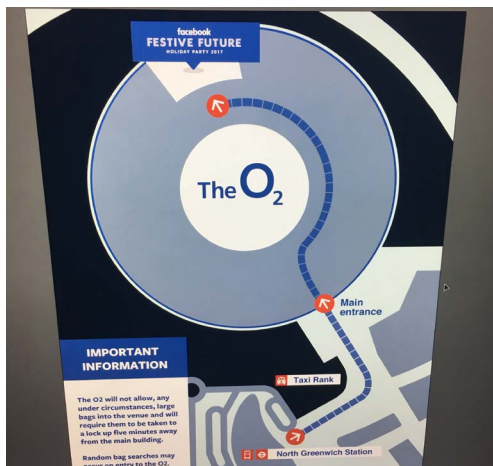 facebook
FESTIVE FUTURE
HOLIDAY PARTY 2017
The O2
Main
entrance
IMPORTANT
INFORMATION
Taxi Rank
The O2 will not allow, any
under circumstances, large
bags into the venue and will
require them to be taken to
a lock up five minutes away
from the main building.
North Greenwich Station
Random bag searches may
occur on entry to the O2.